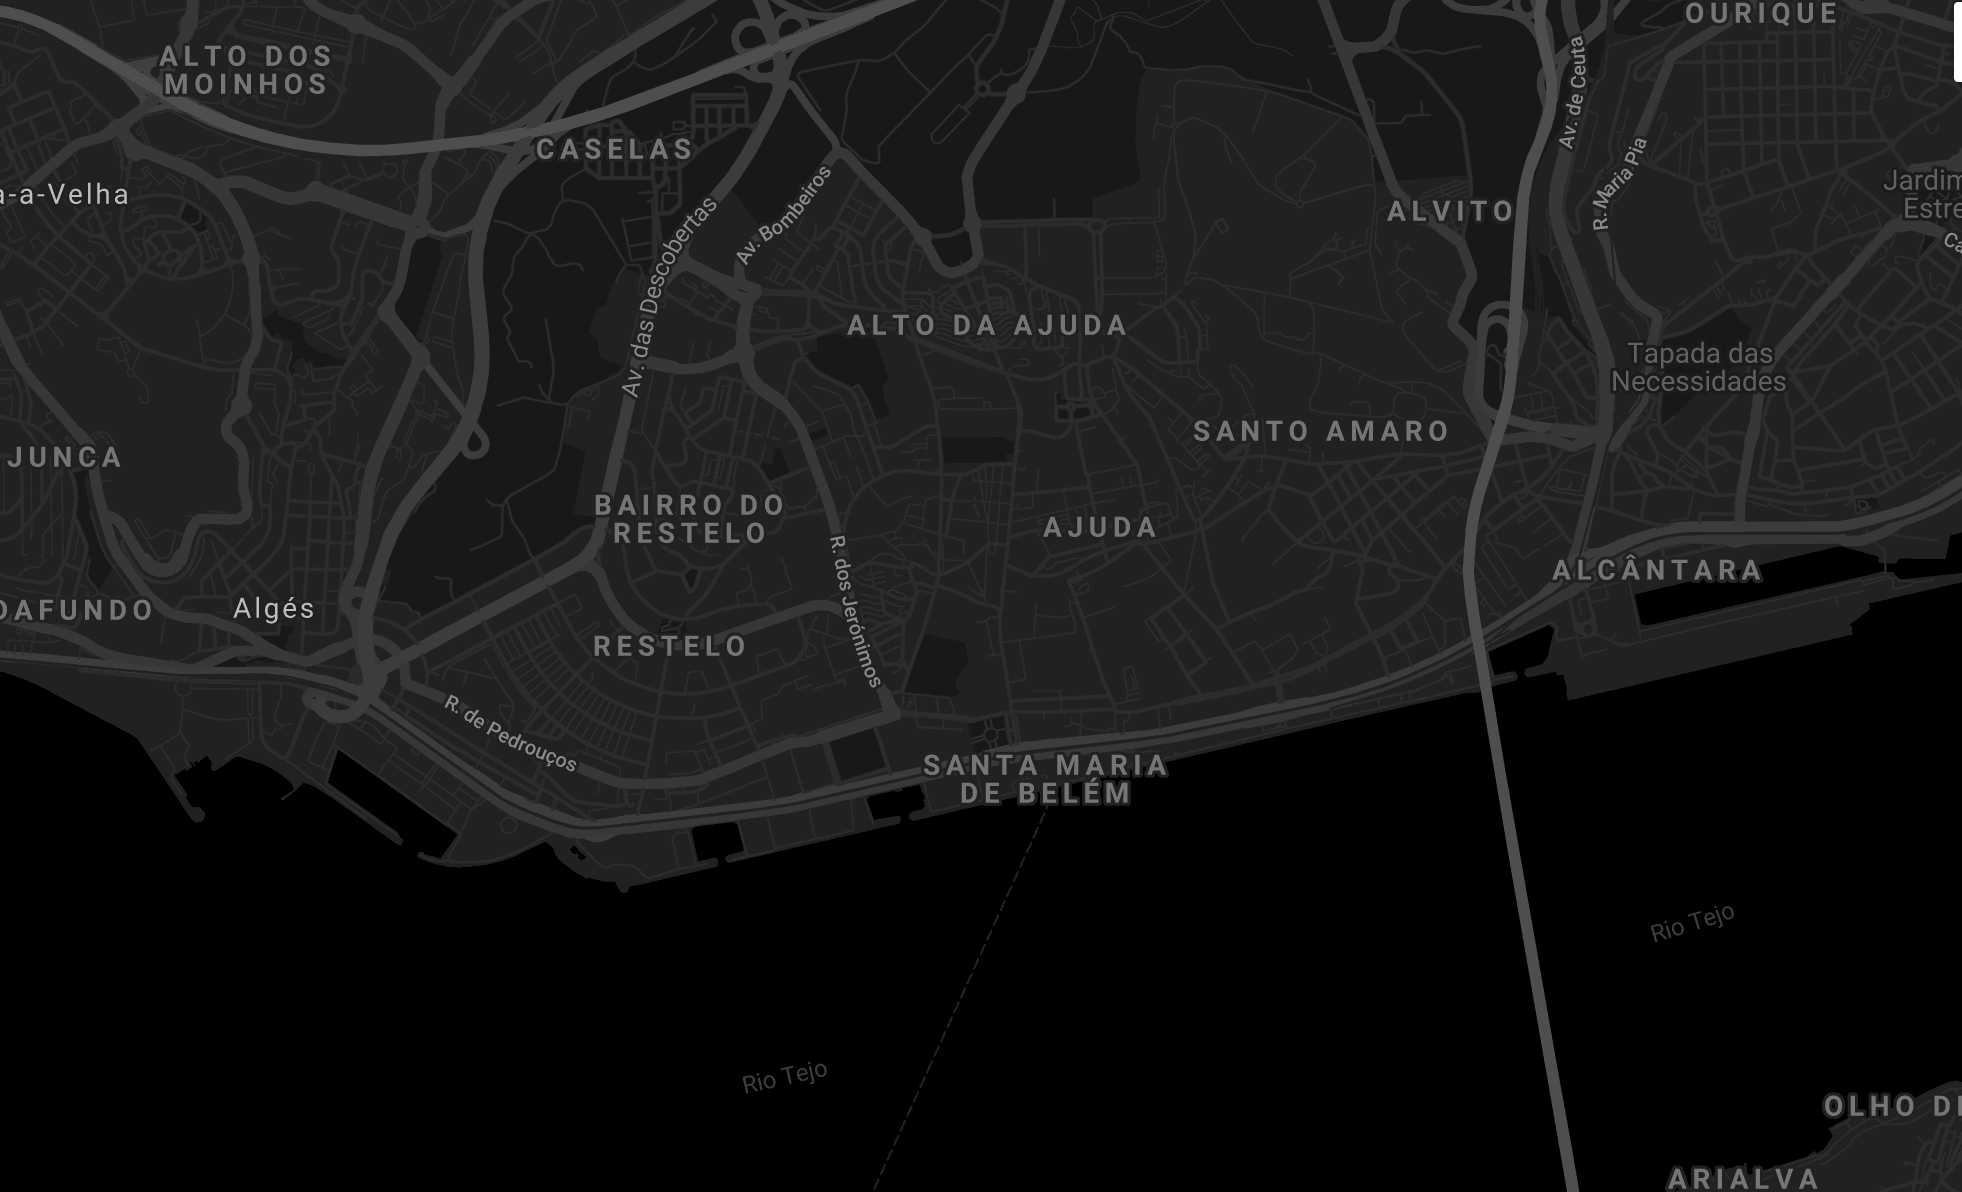 OURIQUE
ALTO DOS
MOINHOS
Av. de Ceuta
CASELAS
R. Maria Pia
a-a-Velha
Jardim
Estre
Av. Bombeiros
ALVITO
Ca
Av. das Descobertas
ALTO DA AJUDA
Tapada das
Necessidades
SANTO AMARO
JUNCA
BAIRRO DO
RESTELO
AJUDA
R. dos Jerónimos
ALCÂNTARA
DAFUNDO
Algés
RESTELO
R. de Pedrouços
SANTA MARIA
DE BELÉM
Rio Tejo
Rio Tejo
OLHO DE
ARIALVA